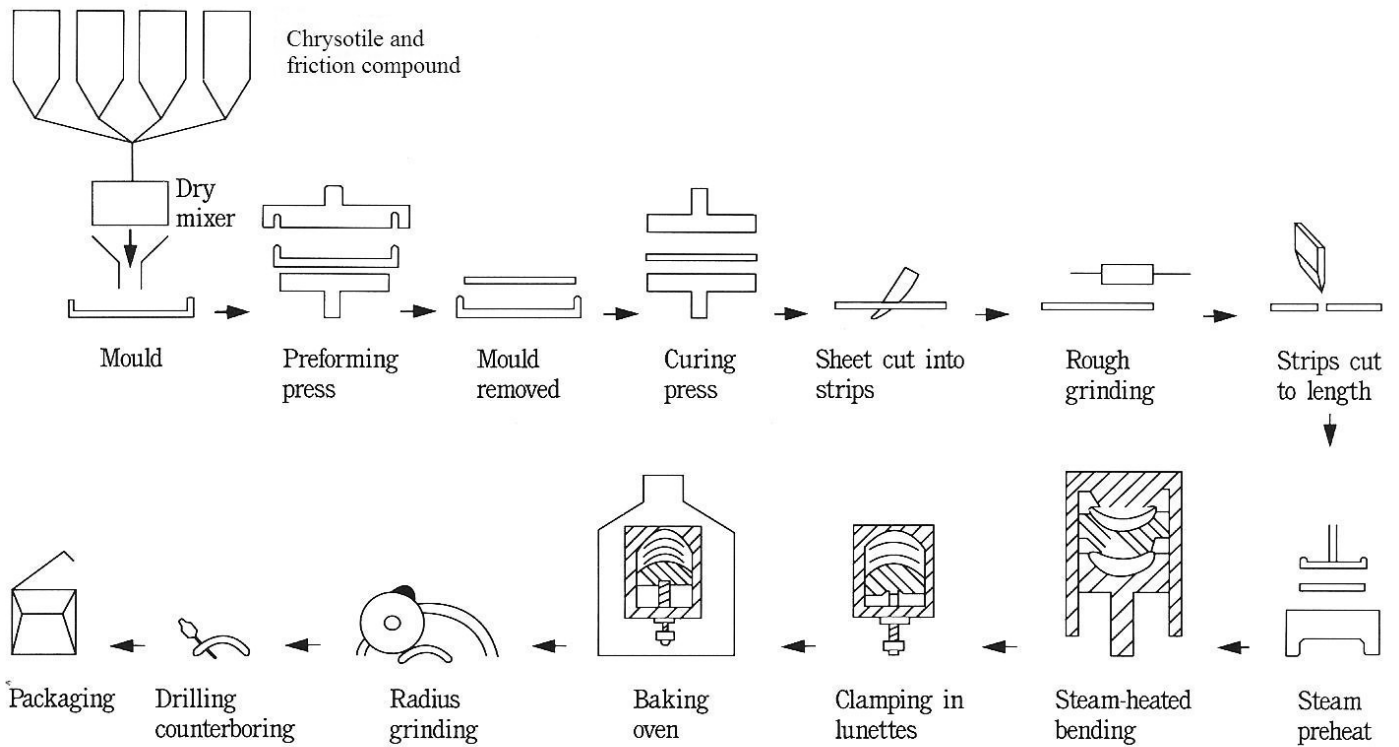 Chrysotile and
friction compound
Dry
mixer
Mould
Preforming
press
Mould
removed
Curing
press
Sheet cut into
strips
Rough
grinding
Strips cut
to length
Packaging
Drilling
counterboring
Radius
grinding
Baking
oven
Clamping in
lunettes
Steam-heated
bending
Steam
preheat